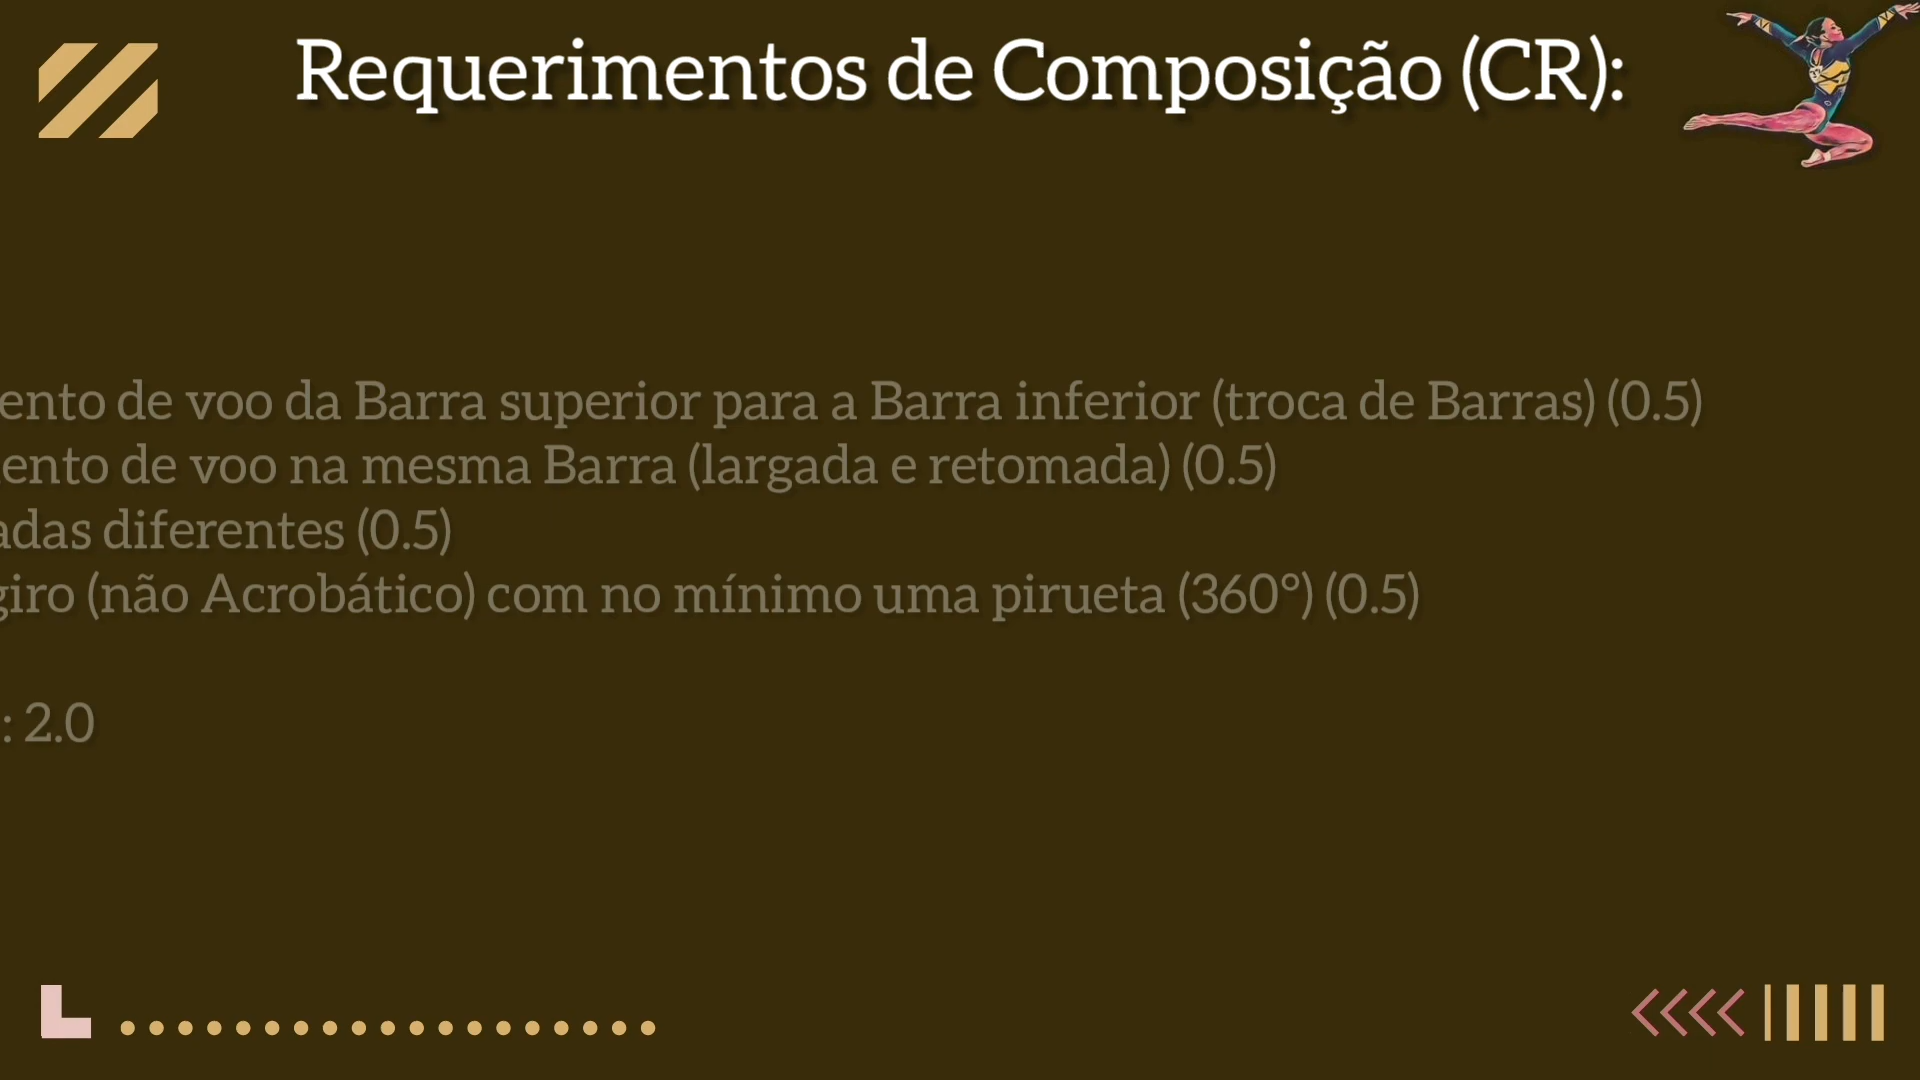 Requerimentos de Composição (CR):
ento de voo da Barra superior para a Barra inferior (troca de Barras) (0.5)
ento de voo na mesma Barra (largada e retomada) (0.5)
adas diferentes (0.5)
giro (não Acrobático) com no mínimo uma pirueta (360°) (0.5)
: 2.0